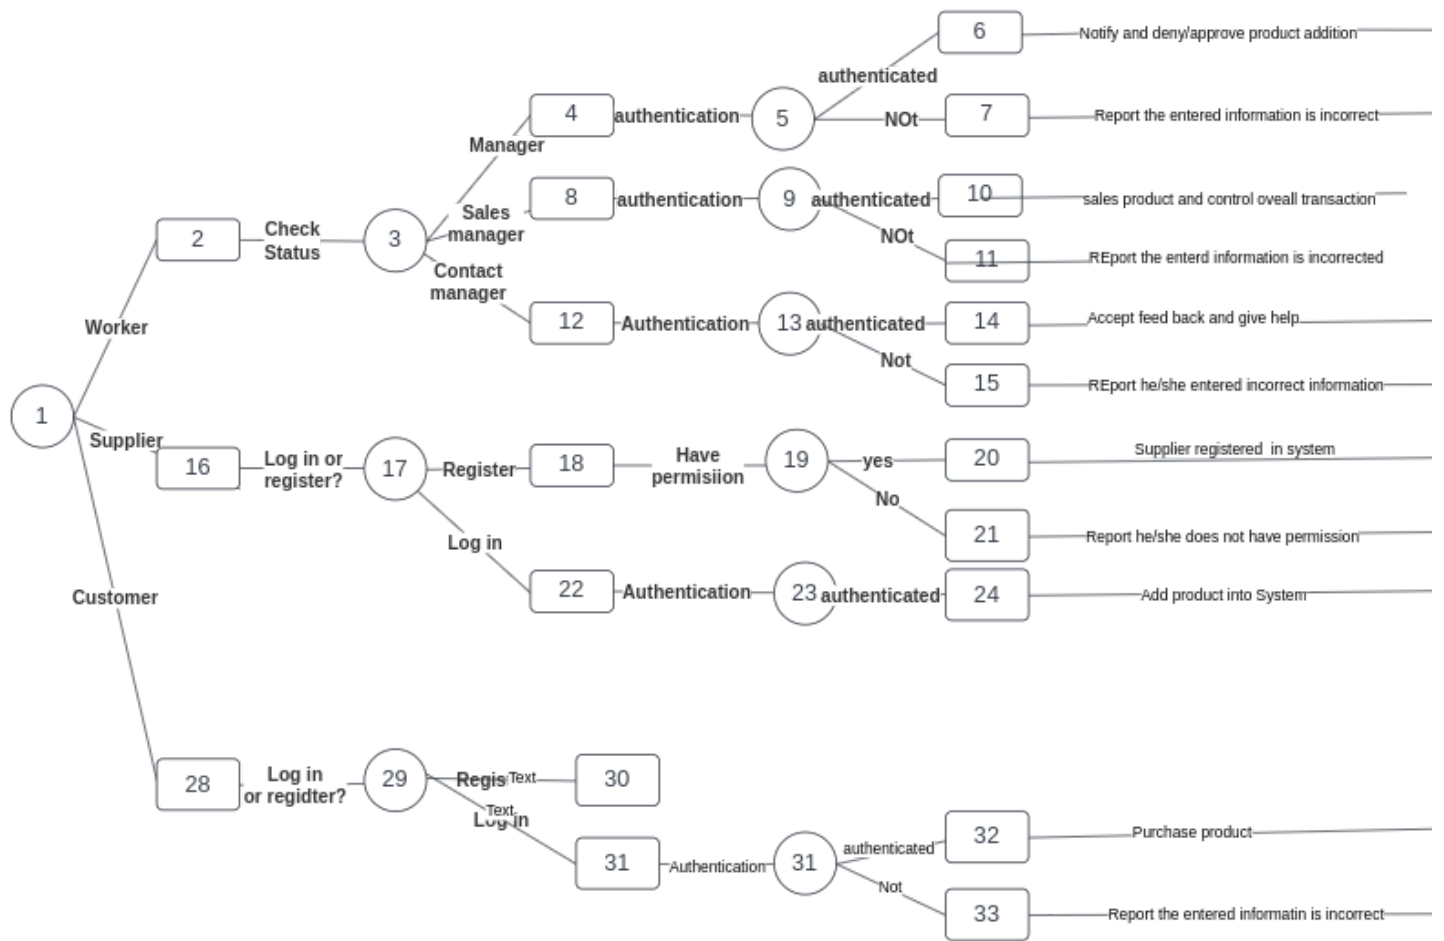 6
Notify and deny/approve product addition
authenticated
4
authentication
5
NOt
7
Report the entered information is incorrect
Manager
8
authentication
9
authenticated
10
sales product and control oveall transaction
Sales
manager
2
Check
Status
3
NOt
11
REport the enterd information is incorrected
Contact
manager
12
Authentication
13
authenticated
14
Accept feed back and give help
Worker
Not
15
REport he/she entered incorrect information
1
Supplier
16
Log in or
register?
17
Register
18
Have
permisiion
19
yes
20
Supplier registered in system
No
21
Report he/she does not have permission
Log in
22
Authentication
23
authenticated
24
Add product into System
Customer
28
Log in
or regidter?
29
Regis
Text
30
Text
Log in
31
Authentication
31
authenticated
32
Purchase product
Not
33
Report the entered informatin is incorrect